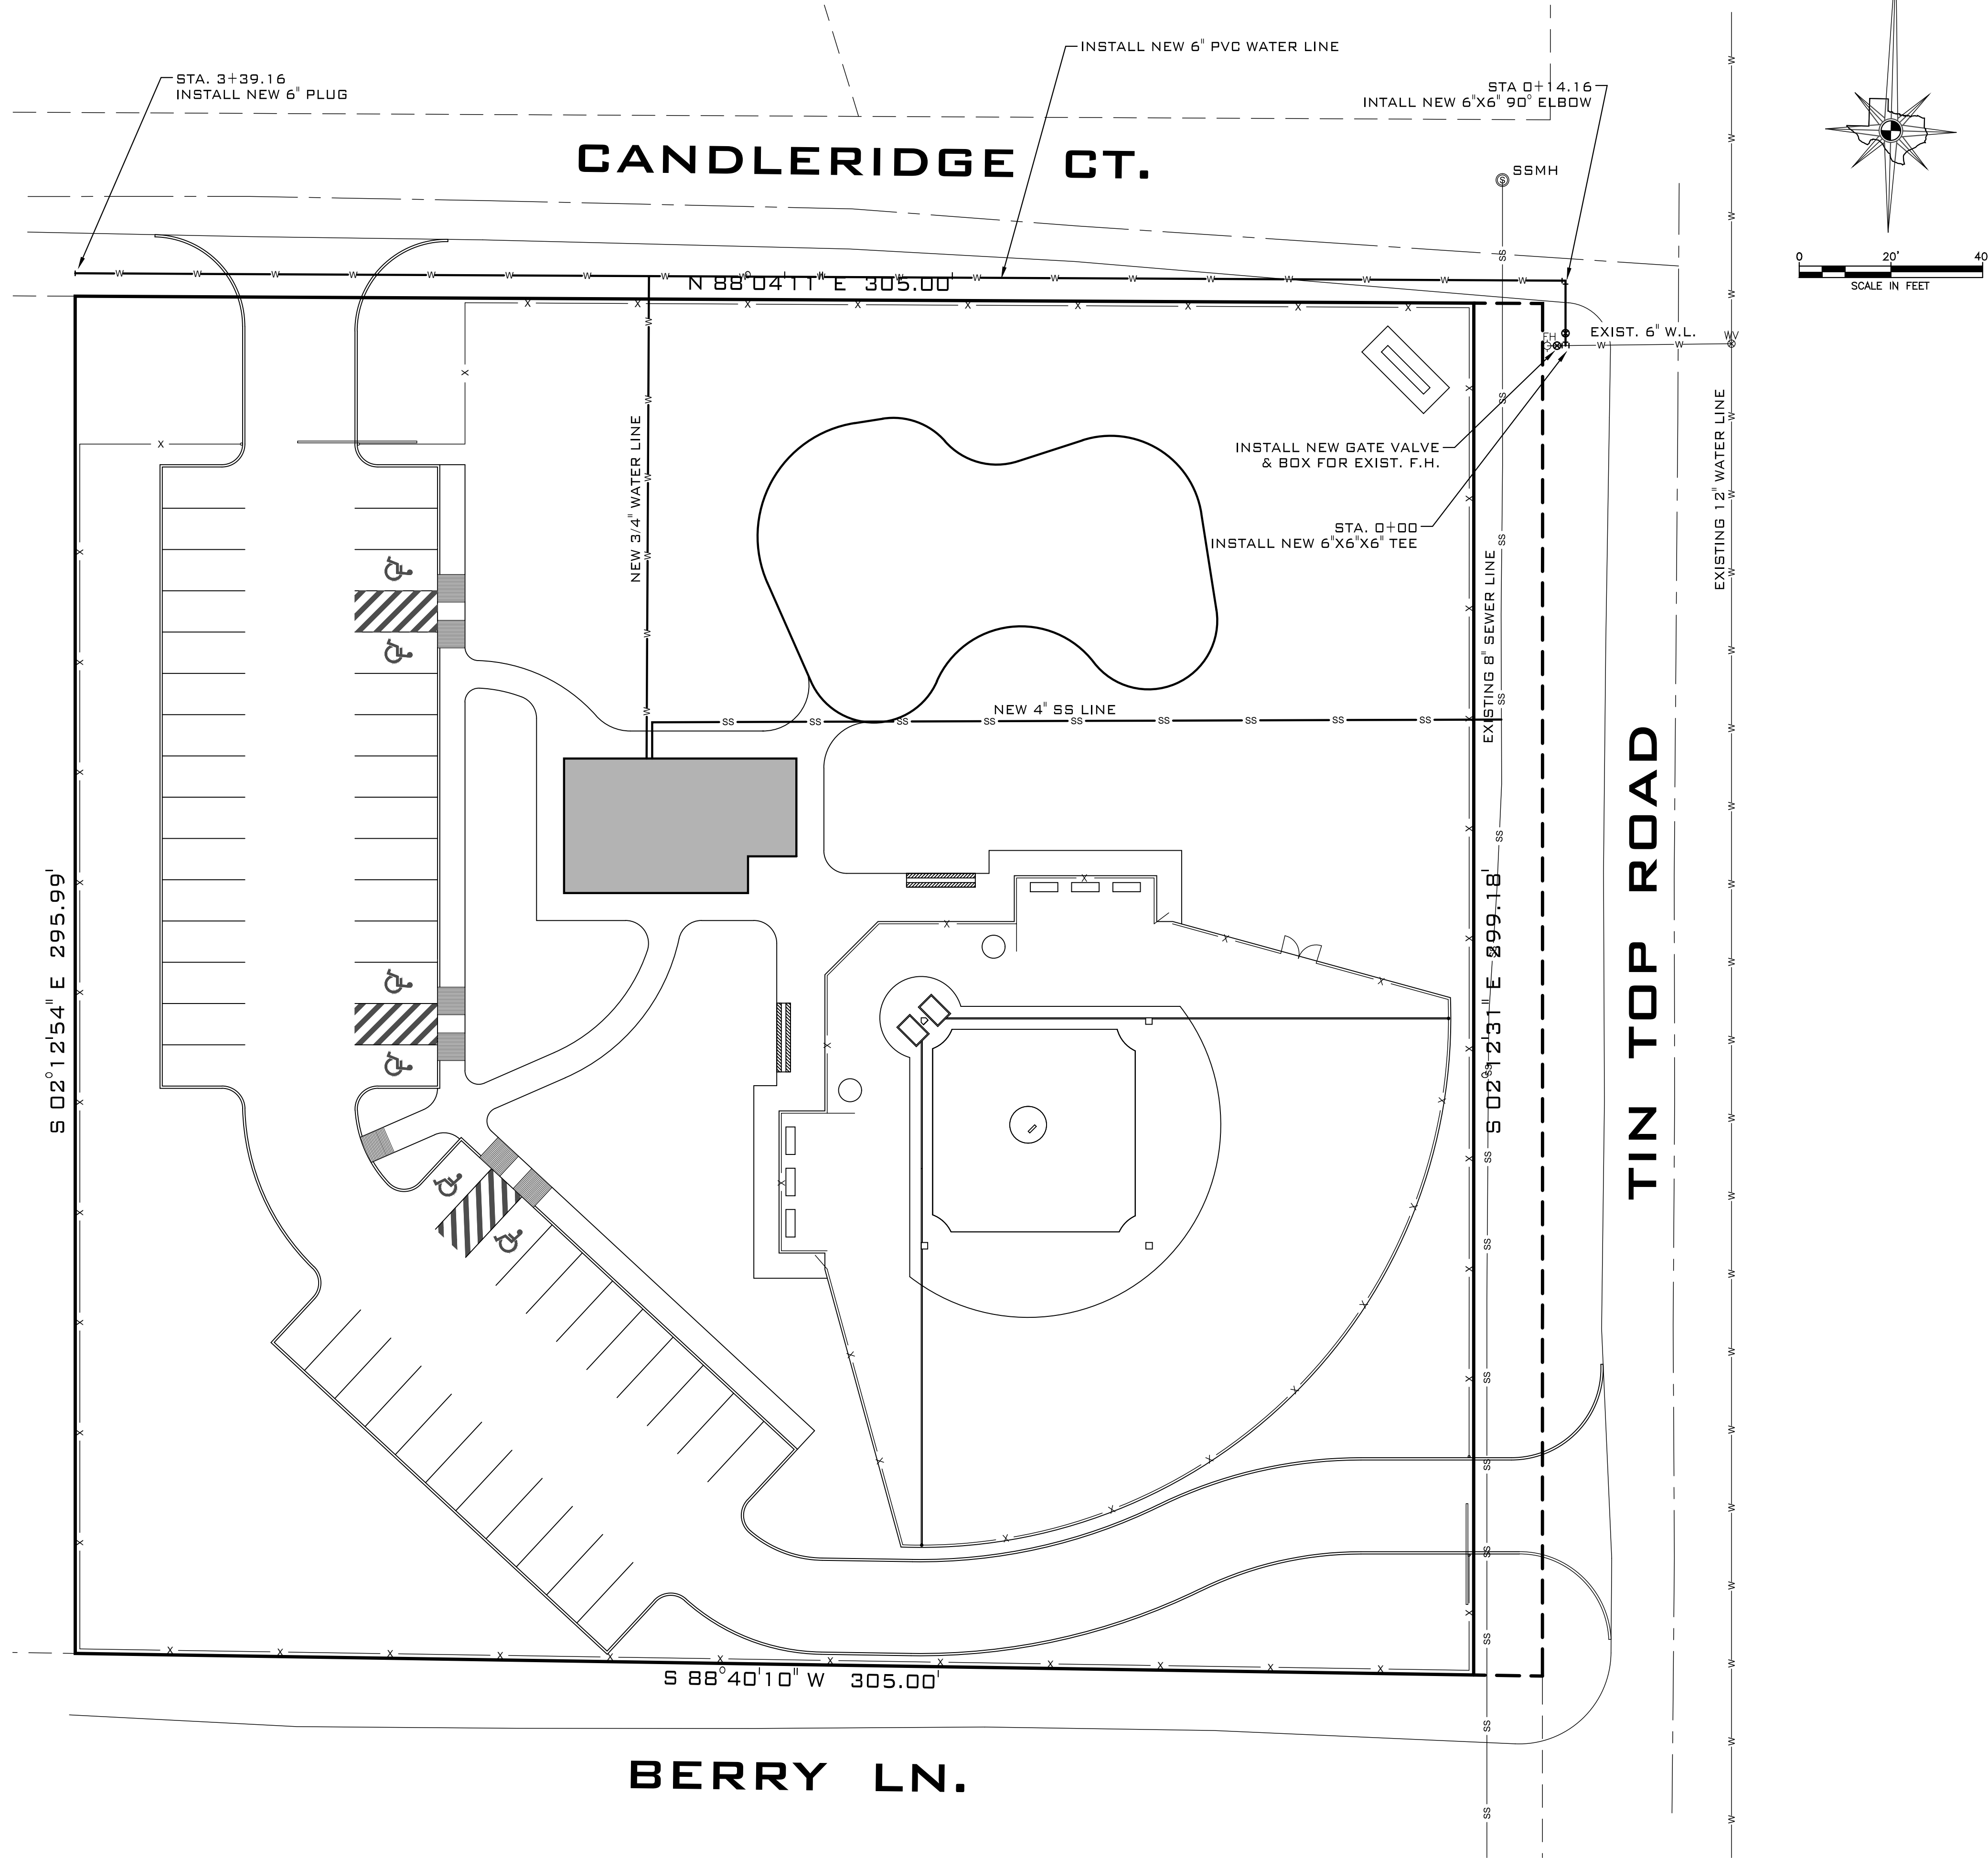 INSTALL NEW 6" PVC WATER LINE
STA. 3+39.16
INSTALL NEW 6" PLUG
STA 0+14.16
INTALL NEW 6"X6" 90° ELBOW
CANDLERIDGE CT.
SSMH
0 20' 40
SCALE IN FEET
N 88°04'11" E 305.00'
EXIST. 6" W.L.
WV
FH
NEW 3/4" WATER LINE
EXISTING 12" WATER LINE
INSTALL NEW GATE VALVE
& BOX FOR EXIST. F.H.
STA. 0+00
INSTALL NEW 6"X6"X6" TEE
EXISTING 8" SEWER LINE
NEW 4" SS LINE
S 02°12'54" E 295.99'
S 02°12'31" E 299.18'
TIN TOP ROAD
S 88°40'10" W 305.00'
BERRY LN.